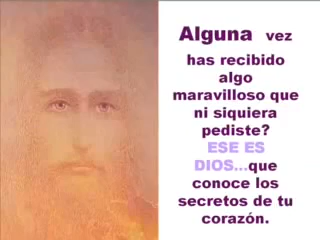 Alguna vez
has recibido
algo
maravilloso que
ni siquiera
pediste?
ESE ES
DIOS...que
conoce los
secretos de tu
corazón.